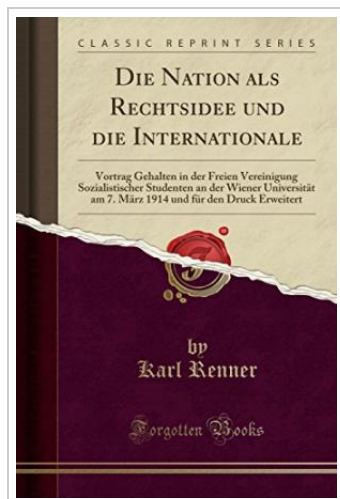 CLASSIC REPRINT SERIES
DIE NATION ALS
RECHTSIDEE UND
DIE INTERNATIONALE
Vortrag Gehalten in der Freien Vereinigung
Sozialistischer Studenten an der Wiener Universität
am 7. März 1914 und für den Druck Erweitert
by
Karl Renner
Forgotten Books